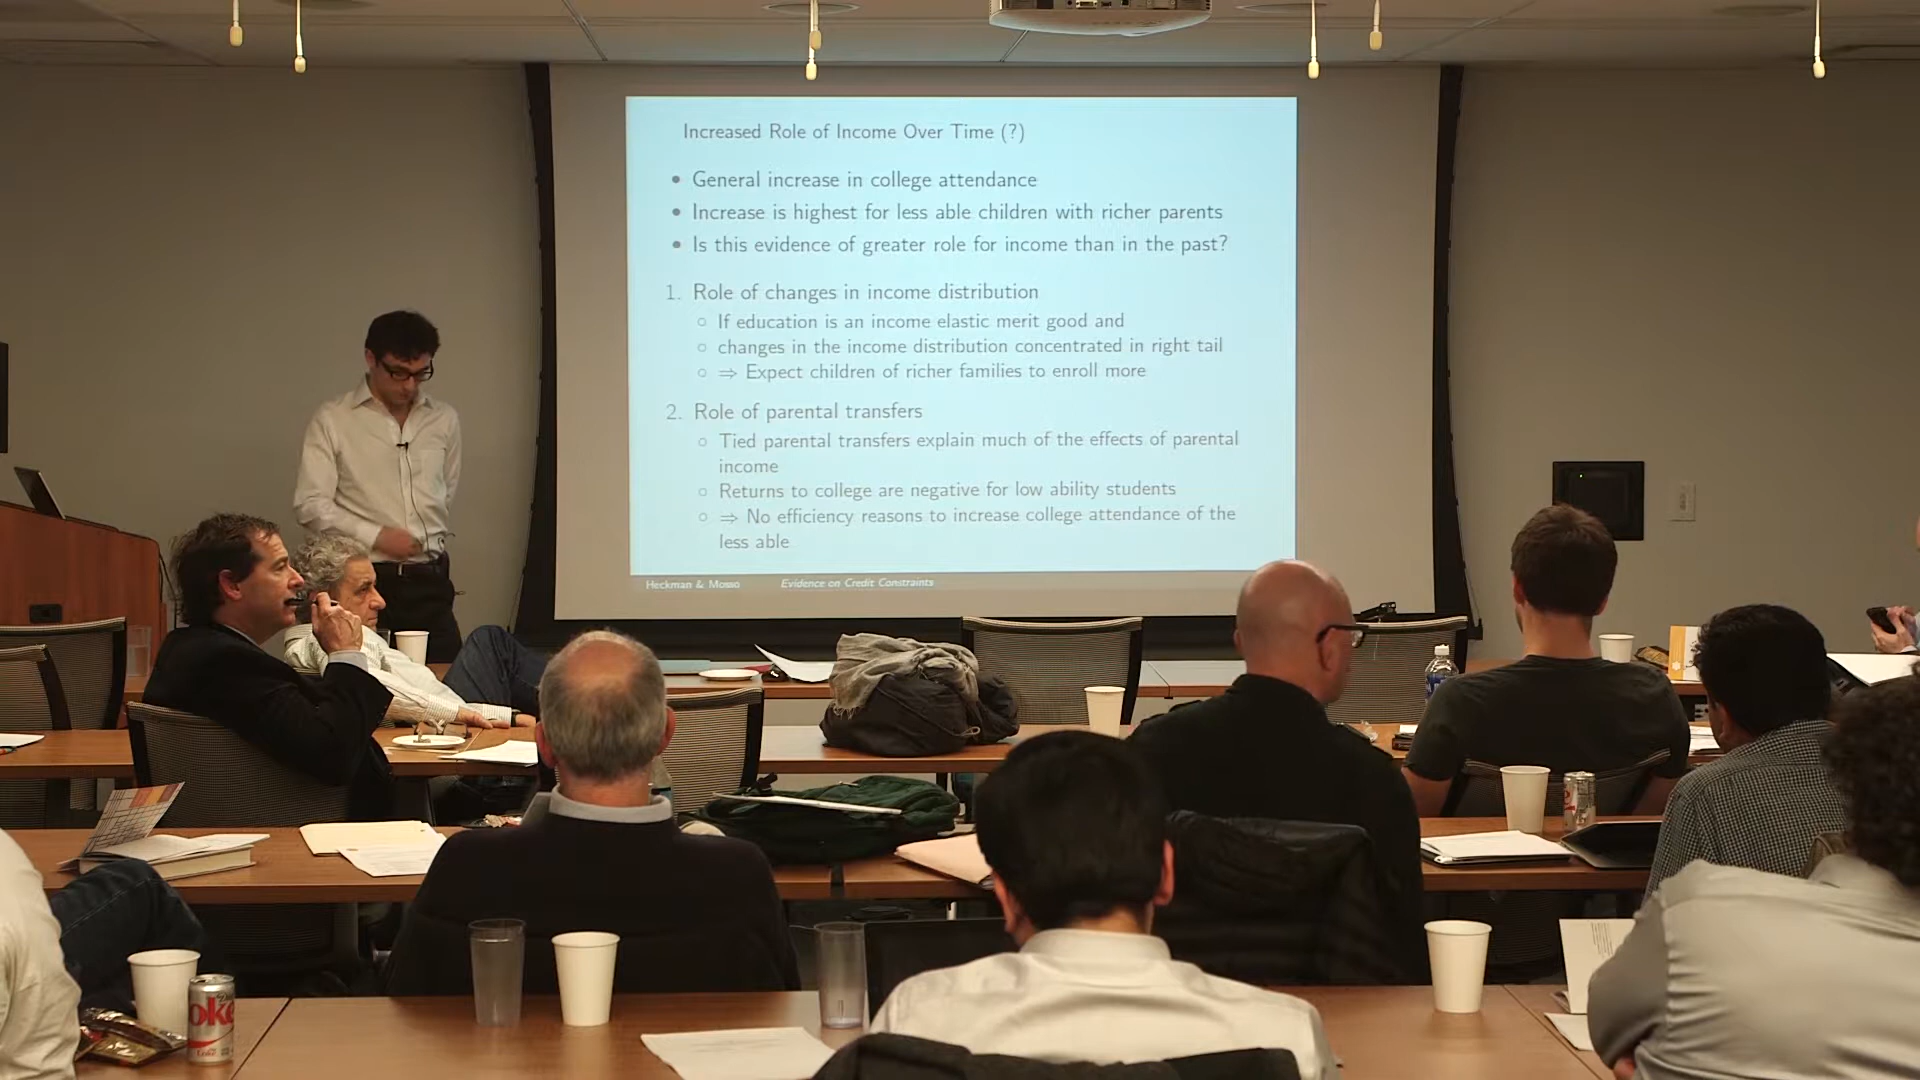 Increased Role of Income Over Time (?)
• General increase in college attendance
• Increase is highest for less able children with richer parents
• Is this evidence of greater role for income than in the past?
1. Role of changes in income distribution
○ If education is an income elastic merit good and
○ changes in the income distribution concentrated in right tail
○ ⇒ Expect children of richer families to enroll more
2. Role of parental transfers
○ Tied parental transfers explain much of the effects of parental
income
○ Returns to college are negative for low ability students
○ ⇒ No efficiency reasons to increase college attendance of the
less able
Heckman & Mosso Evidence on Credit Constraints
oke